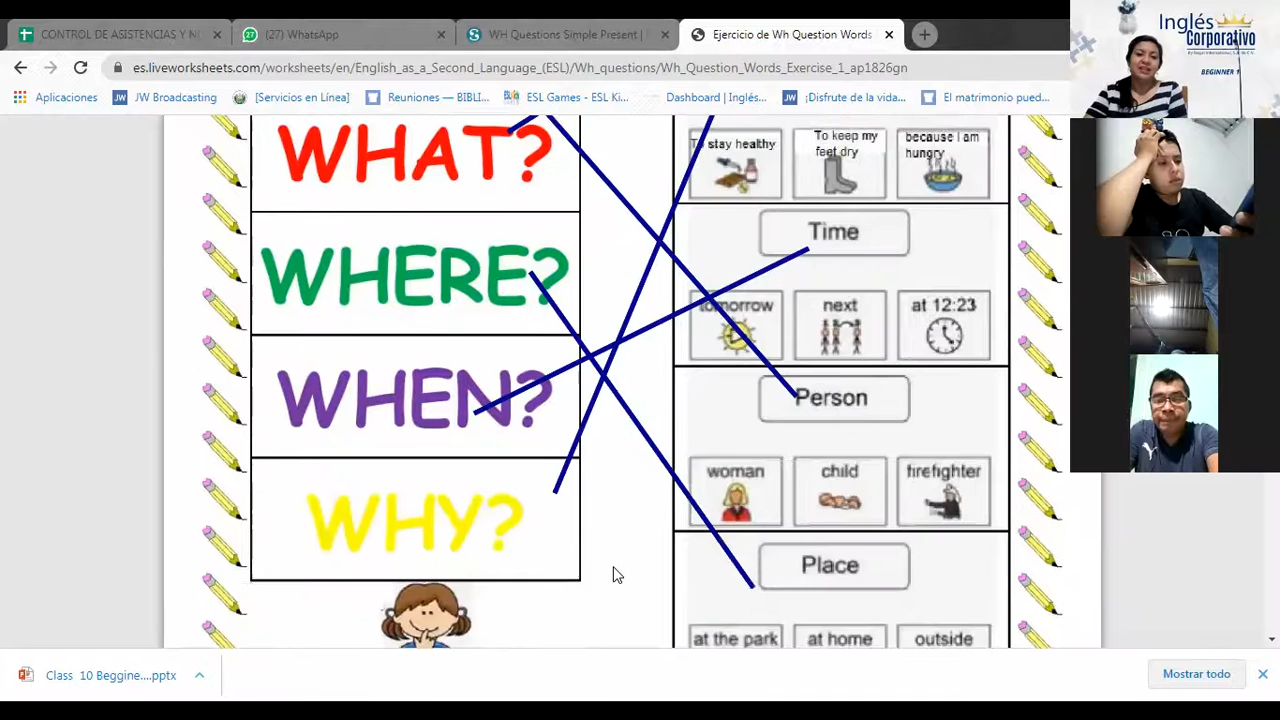 CONTROL DE ASISTENCIAS Y N
(27) WhatsApp
WH Questions Simple Present |
Ejercicio de Wh Question Words
es.liveworksheets.com/worksheets/en/English_as_a_Second_Language_(ESL)/Wh_questions/Wh_Question_Words_Exercise_1_ap1826gn
Aplicaciones
JW Broadcasting
[Servicios en Línea]
Reuniones — BIBLI...
ESL Games - ESL Ki...
Dashboard | Inglés...
¡Disfrute de la vida...
El matrimonio pued...
Inglés
Corporativo
BEGINNER 1
WHAT?
WHERE?
WHEN?
WHY?
To stay healthy
To keep my
feet dry
because I am
hungry
Time
tomorrow
next
at 12:23
Person
woman
child
firefighter
Place
at the park
at home
outside
Class 10 Beggine....pptx
Mostrar todo